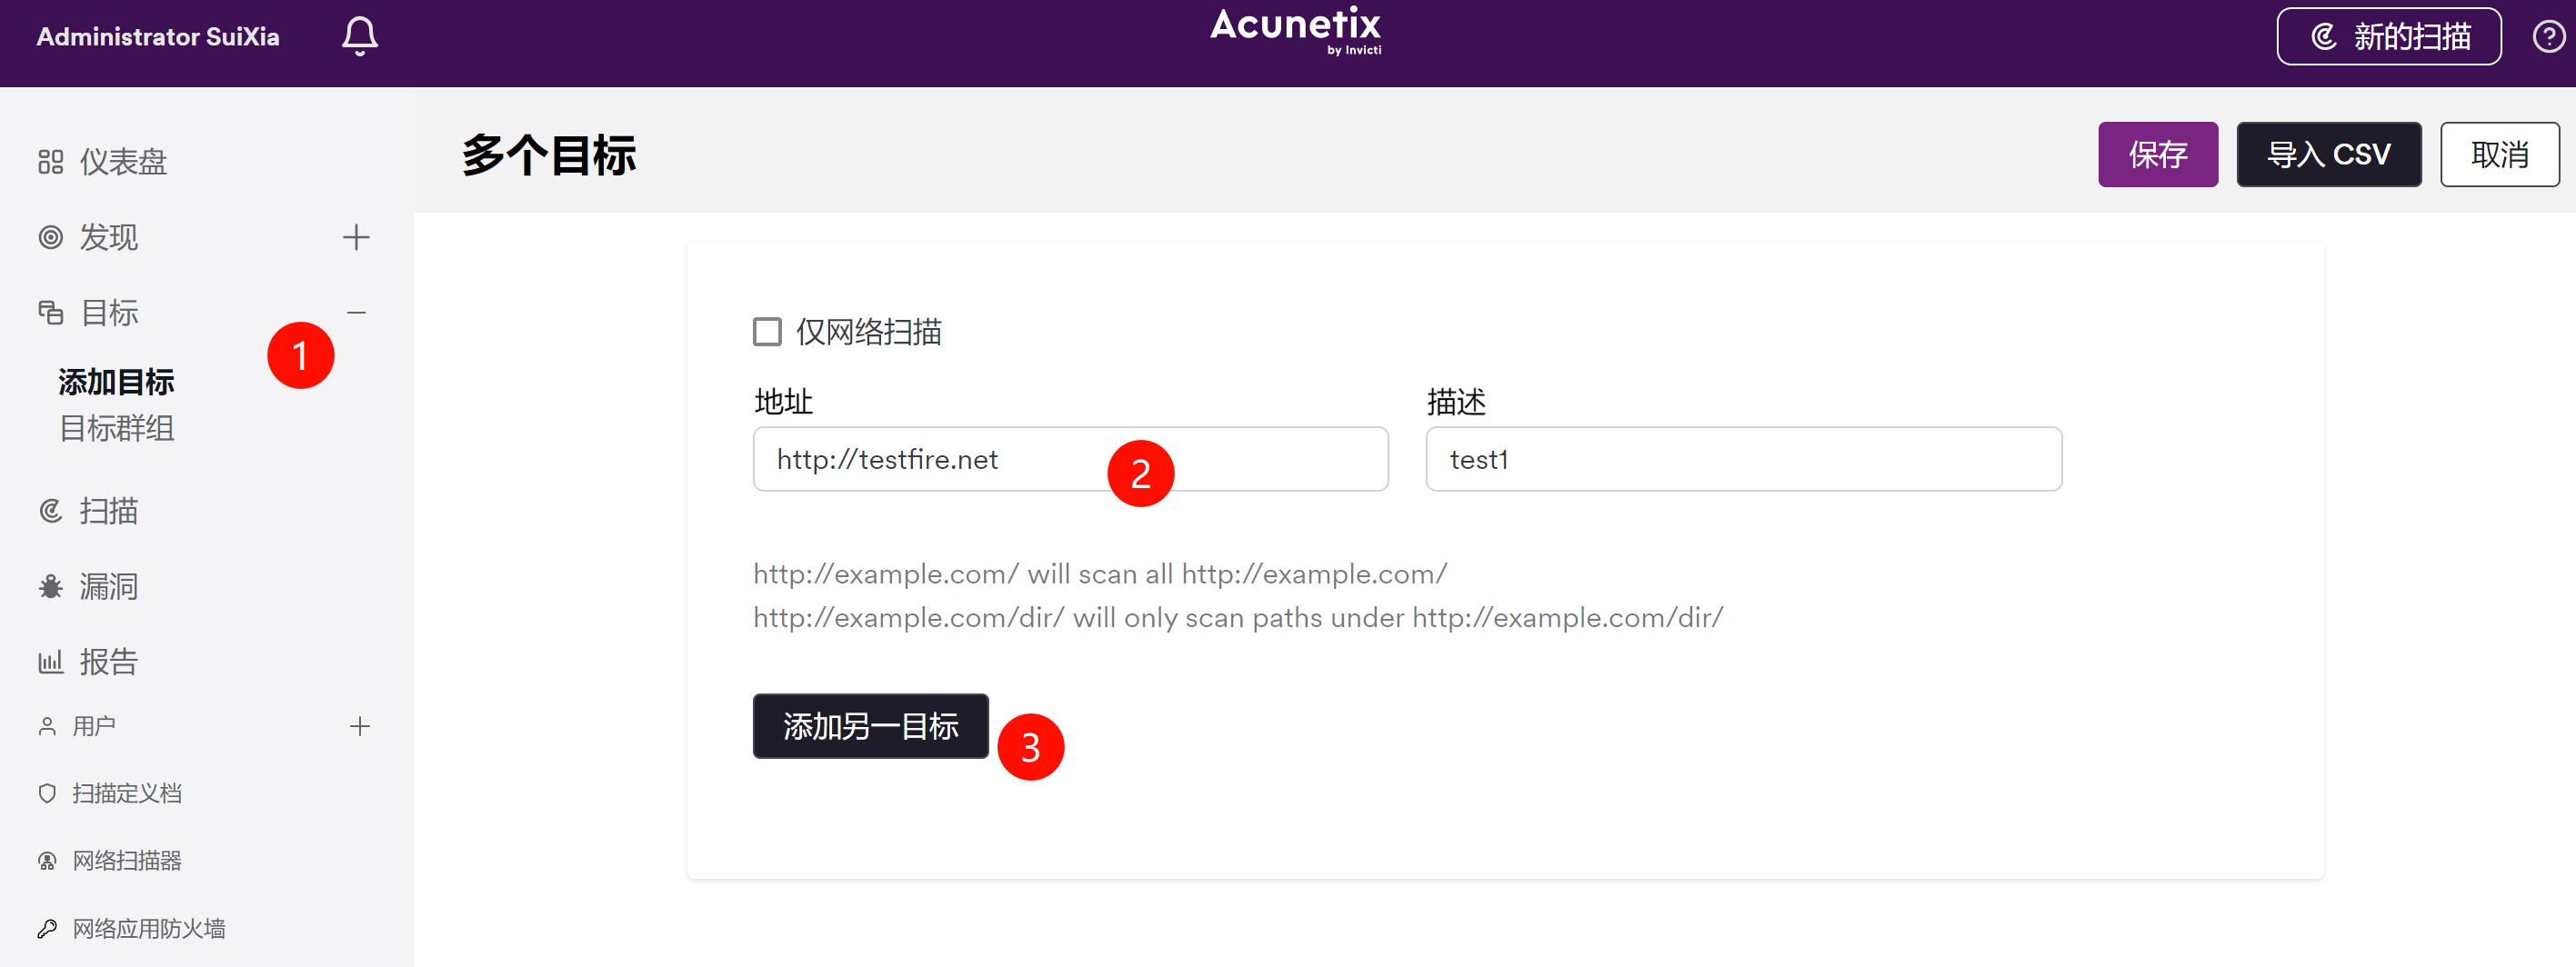 Administrator SuiXia
Acunetix
by Invicti
新的扫描
仪表盘
发现
目标
1
添加目标
目标群组
扫描
漏洞
报告
用户
扫描定义档
网络扫描器
网络应用防火墙
多个目标
保存
导入 CSV
取消
仅网络扫描
地址
描述
http://testfire.net
2
test1
http://example.com/ will scan all http://example.com/
http://example.com/dir/ will only scan paths under http://example.com/dir/
添加另一目标
3